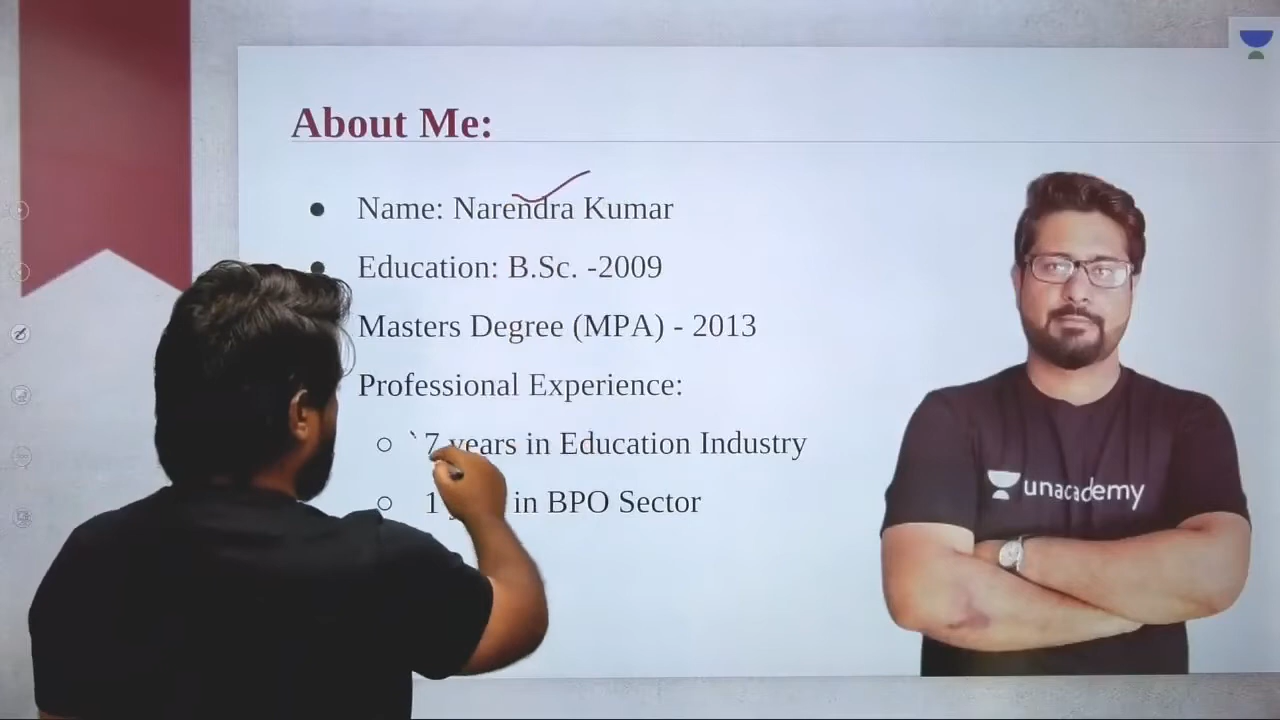 About Me:
Name: Narendra Kumar
Education: B.Sc. -2009
Masters Degree (MPA) - 2013
Professional Experience:
7 years in Education Industry
1 in BPO Sector
unacademy